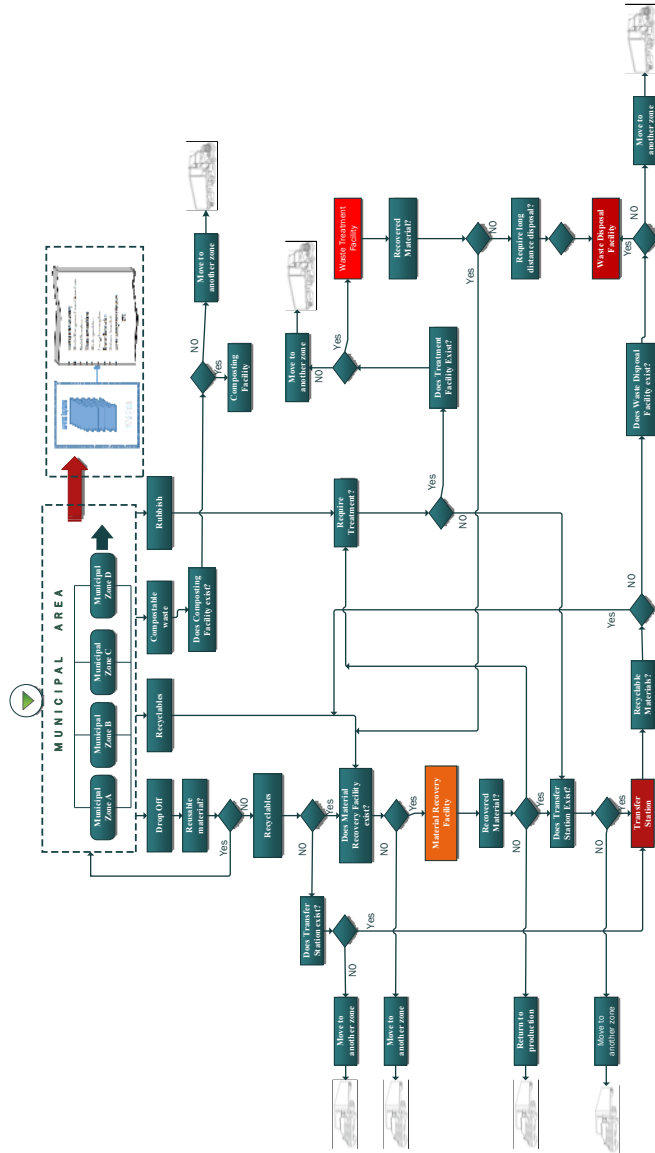 MUNICIPAL AREA
Municipal
Zone A
Municipal
Zone B
Municipal
Zone C
Municipal
Zone D
Drop Off
Recyclables
Compostable
waste
Rubbish
Reusable
material?
Does Composting
Facility exist?
Move to
another zone
NO
Yes
Yes
NO
Composting
Facility
Recyclables
NO
Yes
Move to
another zone
NO
Yes
Does Transfer
Station exist?
Does Material
Recovery Facility
exist?
Require
Treatment?
Waste Treatment
Facility
Move to
another zone
NO
Yes
Move to
another zone
NO
Yes
Recovered
Material?
Material Recovery
Facility
Yes
NO
Does Treatment
Facility Exist?
Yes
NO
Recovered
Material?
Return to
production
NO
Yes
Require long
distance disposal?
Does Transfer
Station Exist?
Move to
another zone
NO
Yes
Waste Disposal
Facility
Yes
NO
Yes
NO
Transfer
Station
Recyclable
Materials?
Does Waste Disposal
Facility exist?
Move to
another zone